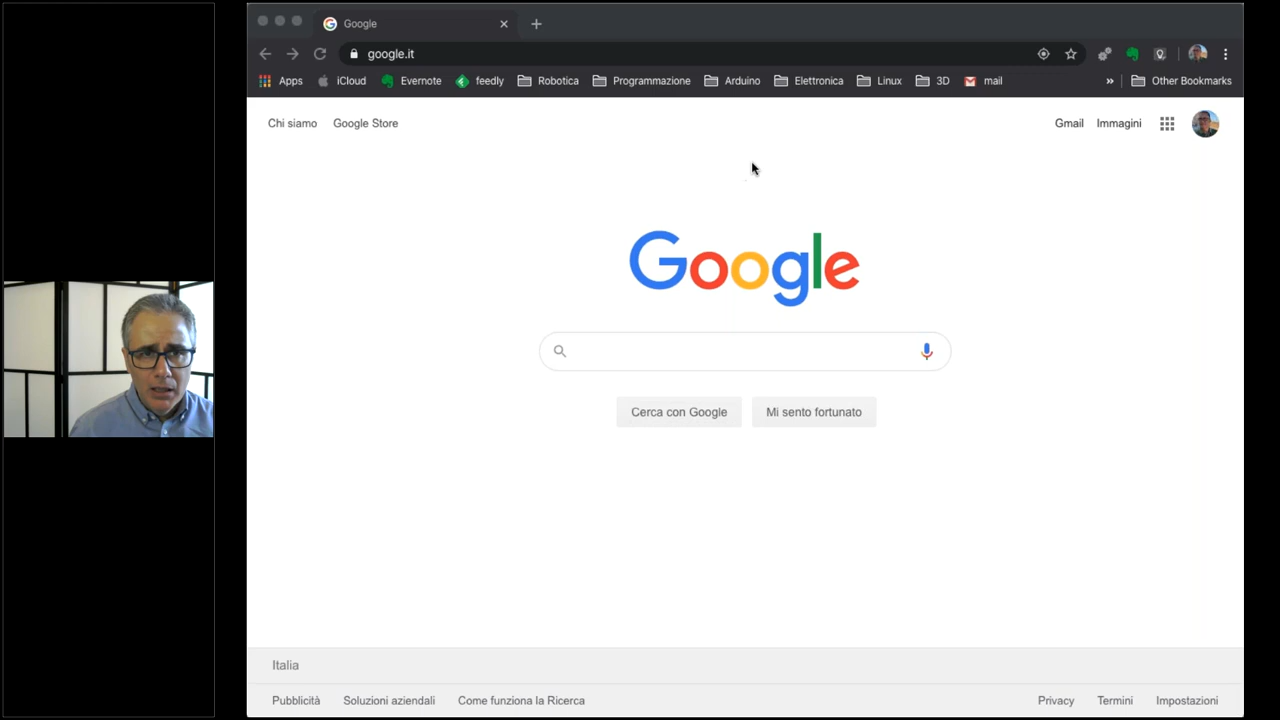 Google
google.it
Apps iCloud Evernote feedly Robotica Programmazione Arduino Elettronica Linux 3D mail » Other Bookmarks
Chi siamo Google Store Gmail Immagini
Google
Cerca con Google Mi sento fortunato
Italia
Pubblicità Soluzioni aziendali Come funziona la Ricerca Privacy Termini Impostazioni